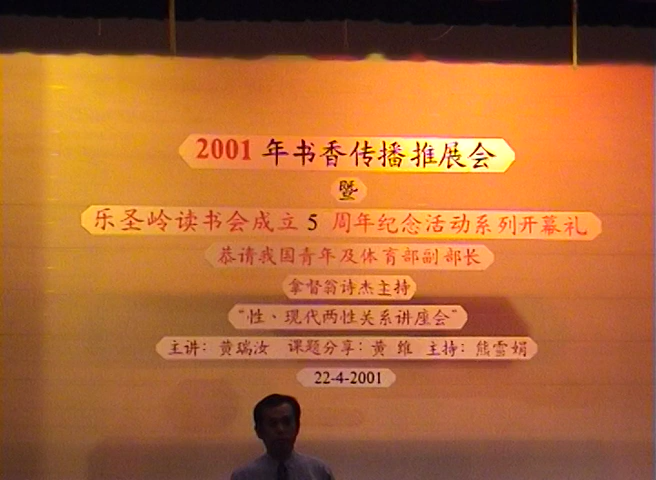 2001 年书香传播推展会
暨
乐圣岭读书会成立 5 周年纪念活动系列开幕礼
恭请我国青年及体育部副部长
拿督翁诗杰主持
“性、现代两性关系讲座会”
主讲：黄瑞汝 课题分享：黄 维 主持：熊雪娟
22-4-2001